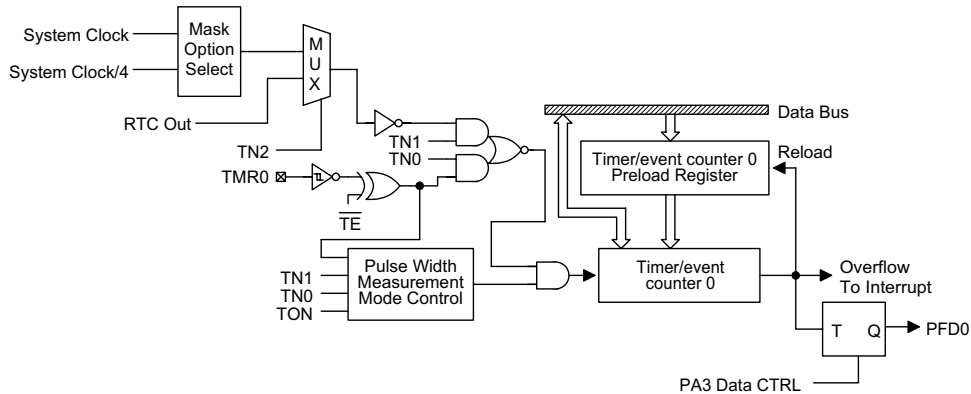 System Clock
System Clock/4
Mask
Option
Select
M
U
X
RTC Out
TN2
TMR0
TE
TN1
TN0
Data Bus
Timer/event counter 0
Preload Register
Reload
TN1
TN0
TON
Pulse Width
Measurement
Mode Control
Timer/event
counter 0
Overflow
To Interrupt
T Q
PFD0
PA3 Data CTRL